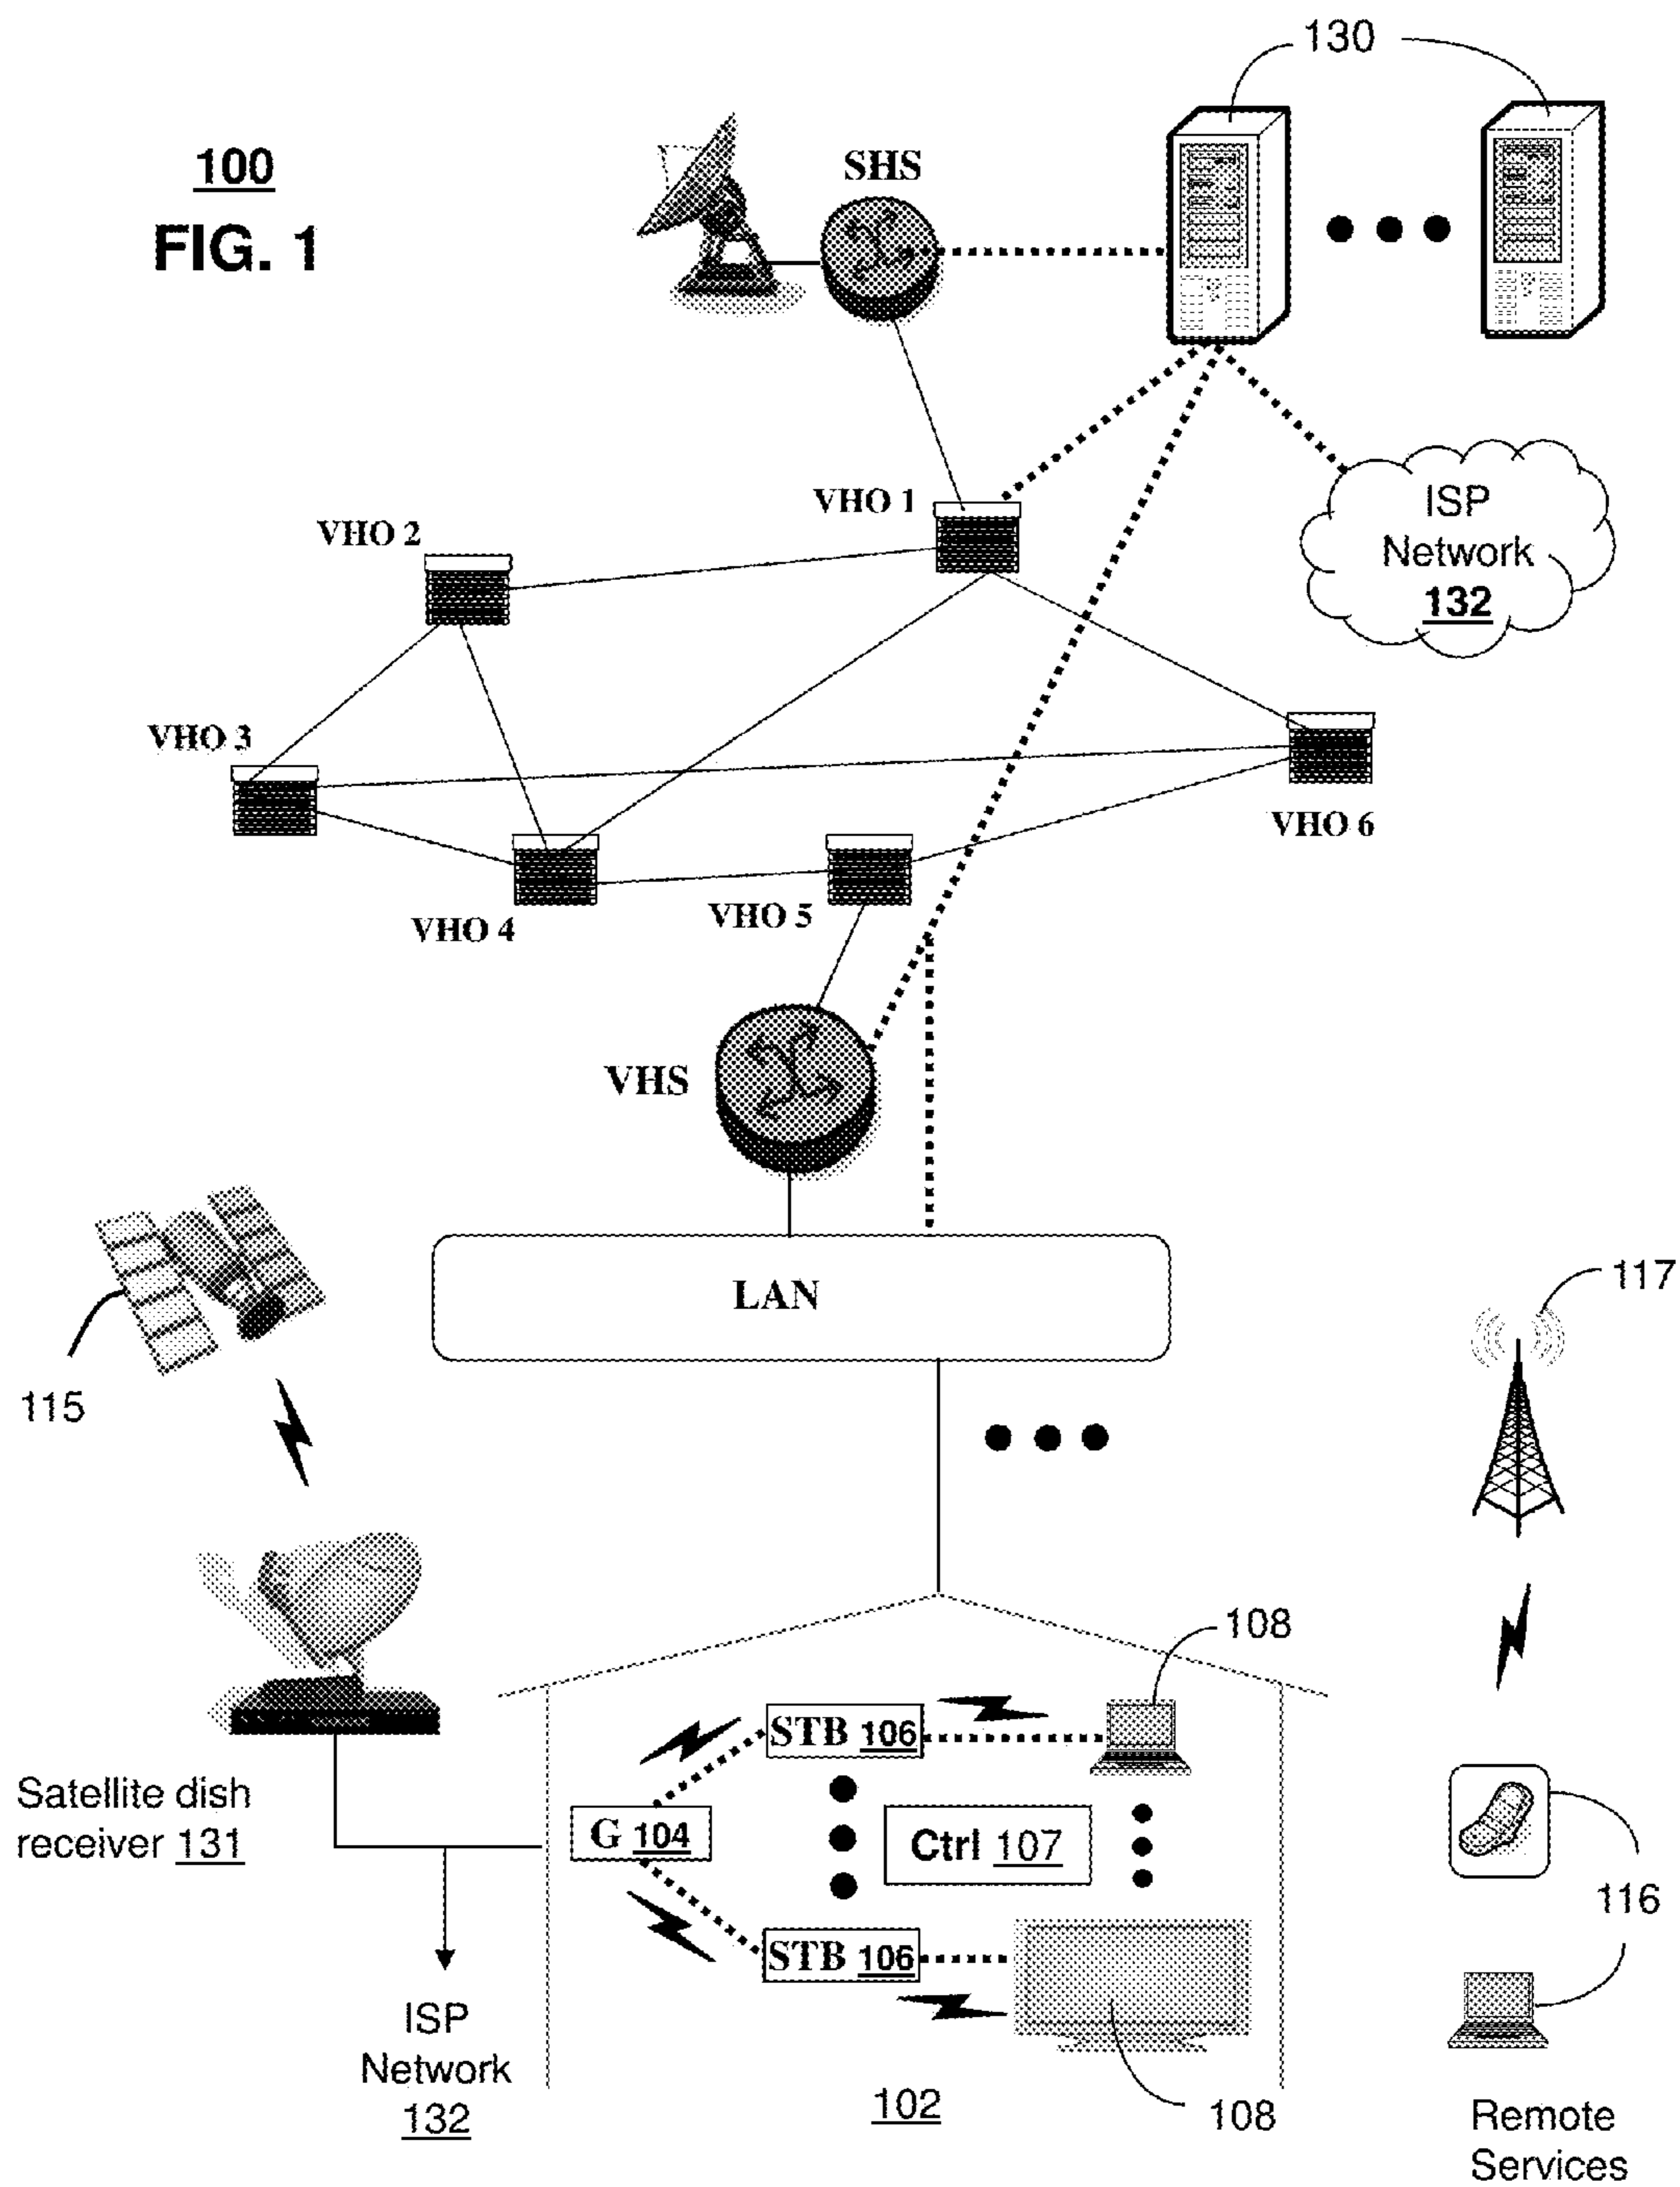 130
100
FIG. 1
SHS
VHO 1
VHO 2
ISP
Network
132
VHO 3
VHO 6
VHO 4
VHO 5
VHS
LAN
117
115
108
STB 106
Satellite dish
receiver 131
G 104
Ctrl 107
116
STB 106
ISP
Network
132
102
108
Remote
Services